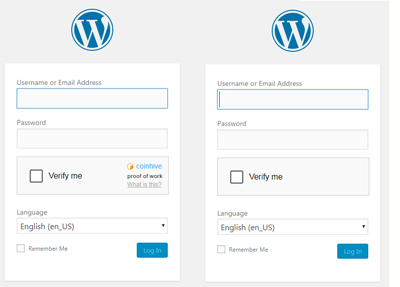 Username or Email Address
Password
Verify me
coinhive
proof of work
What is this?
Language
English (en_US)
Remember Me
Log In
Username or Email Address
Password
Verify me
Language
English (en_US)
Remember Me
Log In